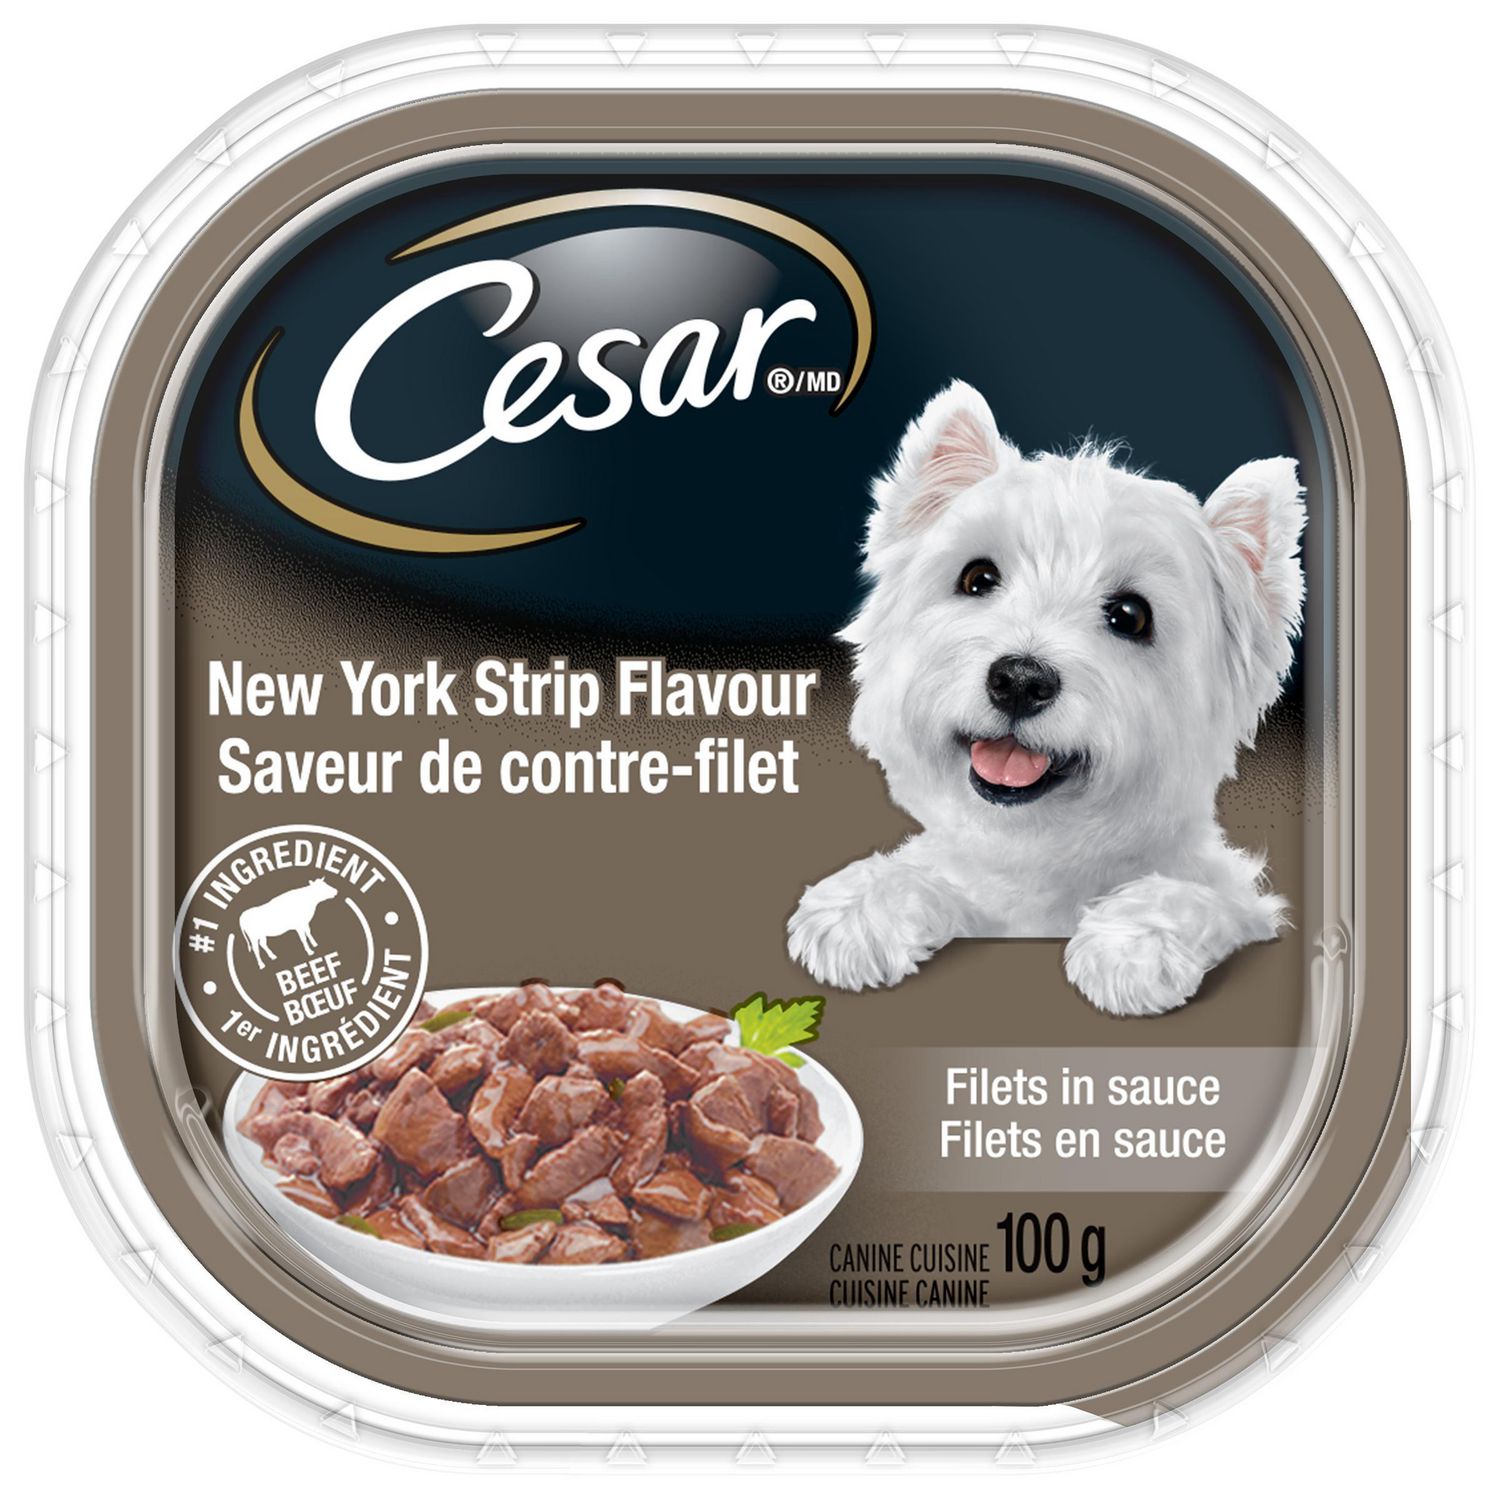 Cesar®/MD
New York Strip Flavour
Saveur de contre-filet
#1 INGREDIENT
BEEF
BŒUF
1er INGRÉDIENT
Filets in sauce
Filets en sauce
CANINE CUISINE 100 g
CUISINE CANINE